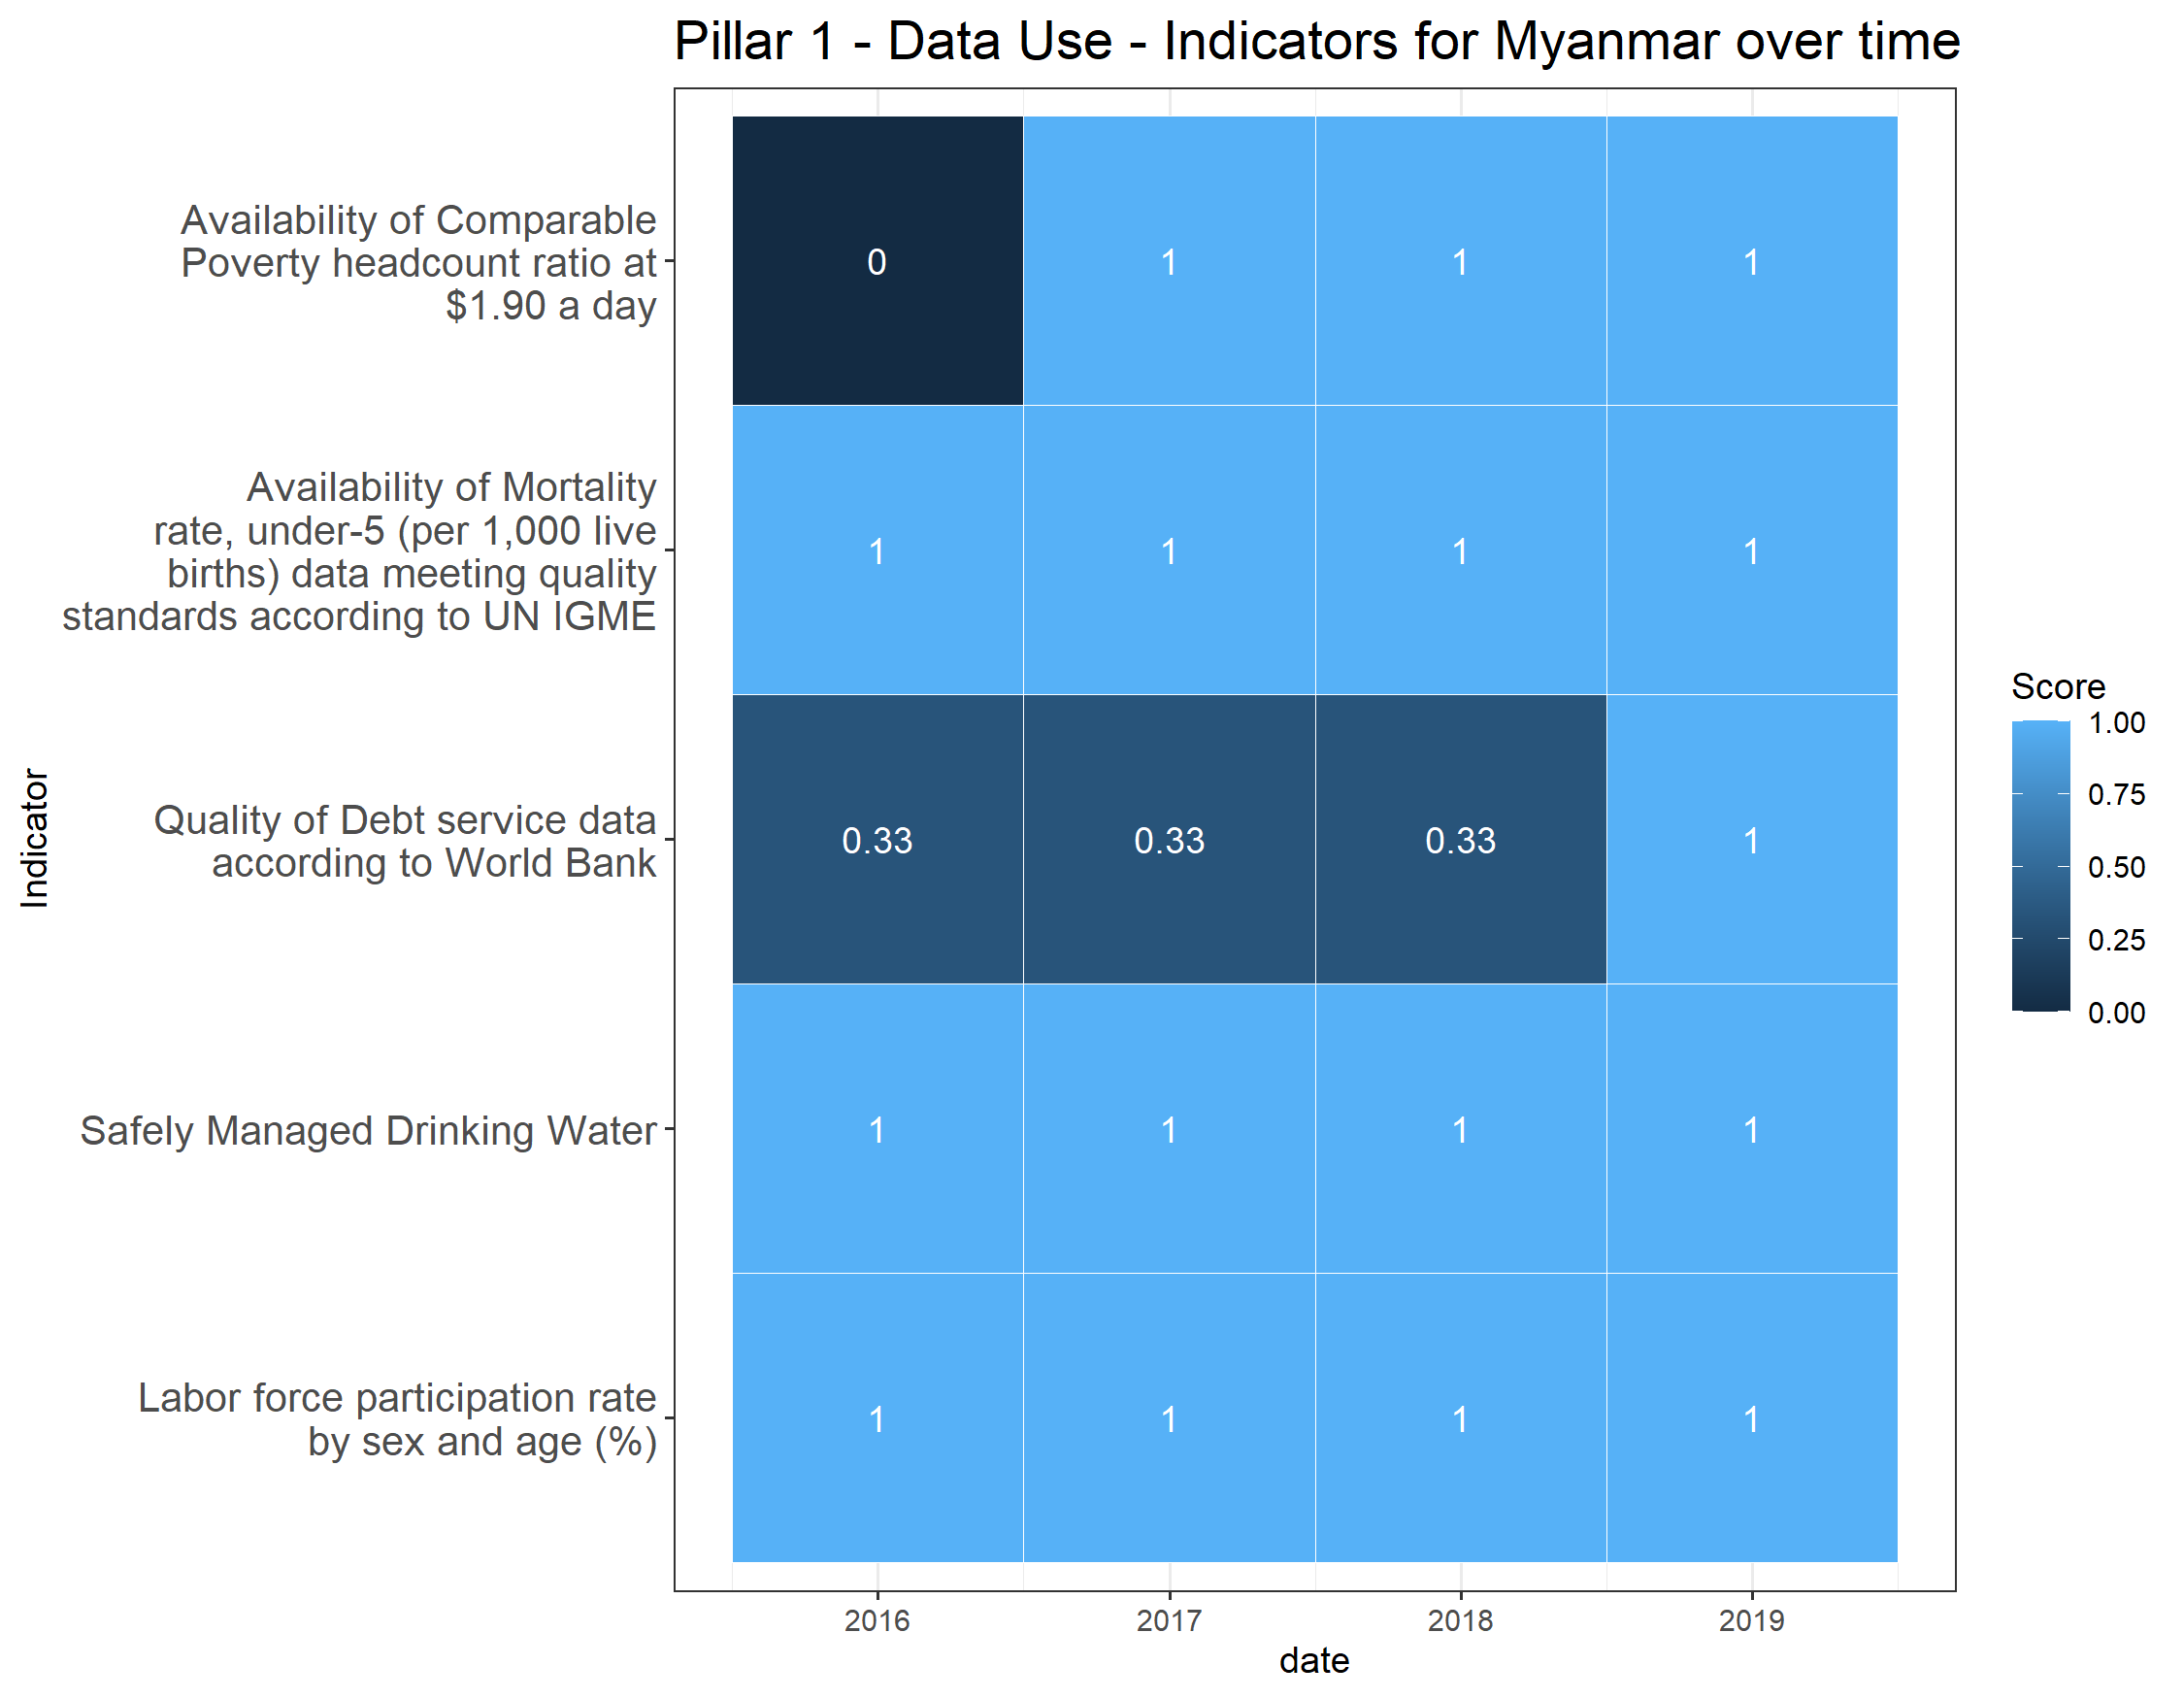 Pillar 1 - Data Use - Indicators for Myanmar over time
Availability of Comparable
Poverty headcount ratio at
$1.90 a day
0 1 1 1
Availability of Mortality
rate, under-5 (per 1,000 live
births) data meeting quality
standards according to UN IGME
1 1 1 1
Quality of Debt service data
according to World Bank
0.33 0.33 0.33 1
Safely Managed Drinking Water
1 1 1 1
Labor force participation rate
by sex and age (%)
1 1 1 1
Indicator
2016 2017 2018 2019
date
Score
1.00
0.75
0.50
0.25
0.00